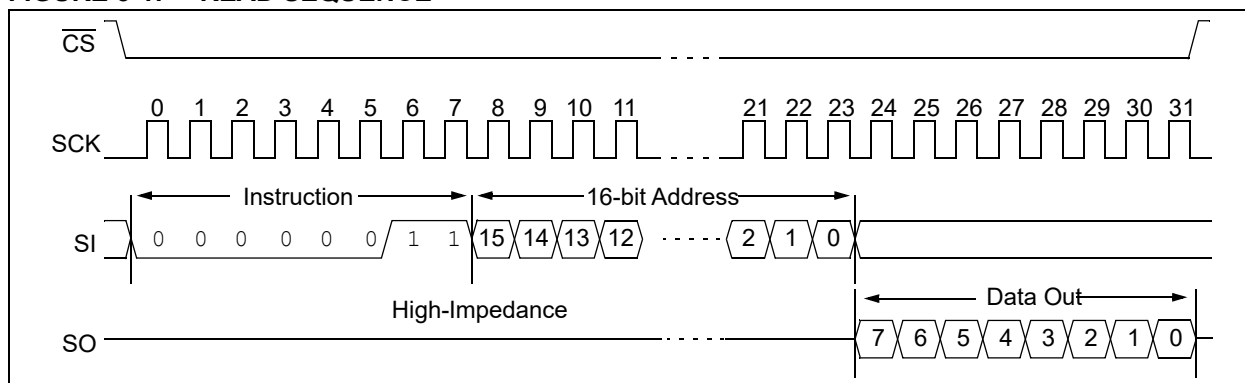 CS
0 1 2 3 4 5 6 7 8 9 10 11 21 22 23 24 25 26 27 28 29 30 31
SCK
Instruction 16-bit Address
SI 0 0 0 0 0 0 1 1 15 14 13 12 2 1 0
High-Impedance Data Out
SO 7 6 5 4 3 2 1 0